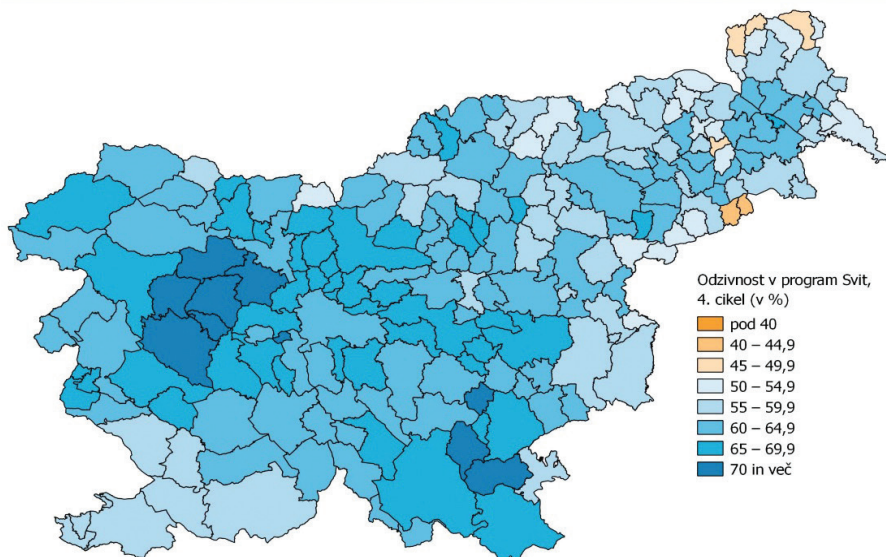 Odzivnost v program Svit,
4. cikel (v %)
pod 40
40 – 44,9
45 – 49,9
50 – 54,9
55 – 59,9
60 – 64,9
65 – 69,9
70 in več